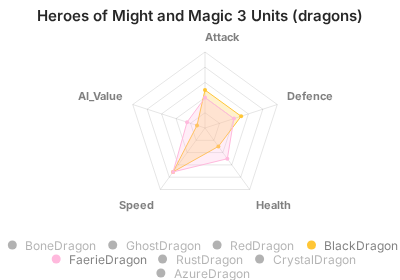 Heroes of Might and Magic 3 Units (dragons)
Attack
AI_Value
Defence
Speed
Health
BoneDragon GhostDragon RedDragon BlackDragon
FaerieDragon RustDragon CrystalDragon
AzureDragon